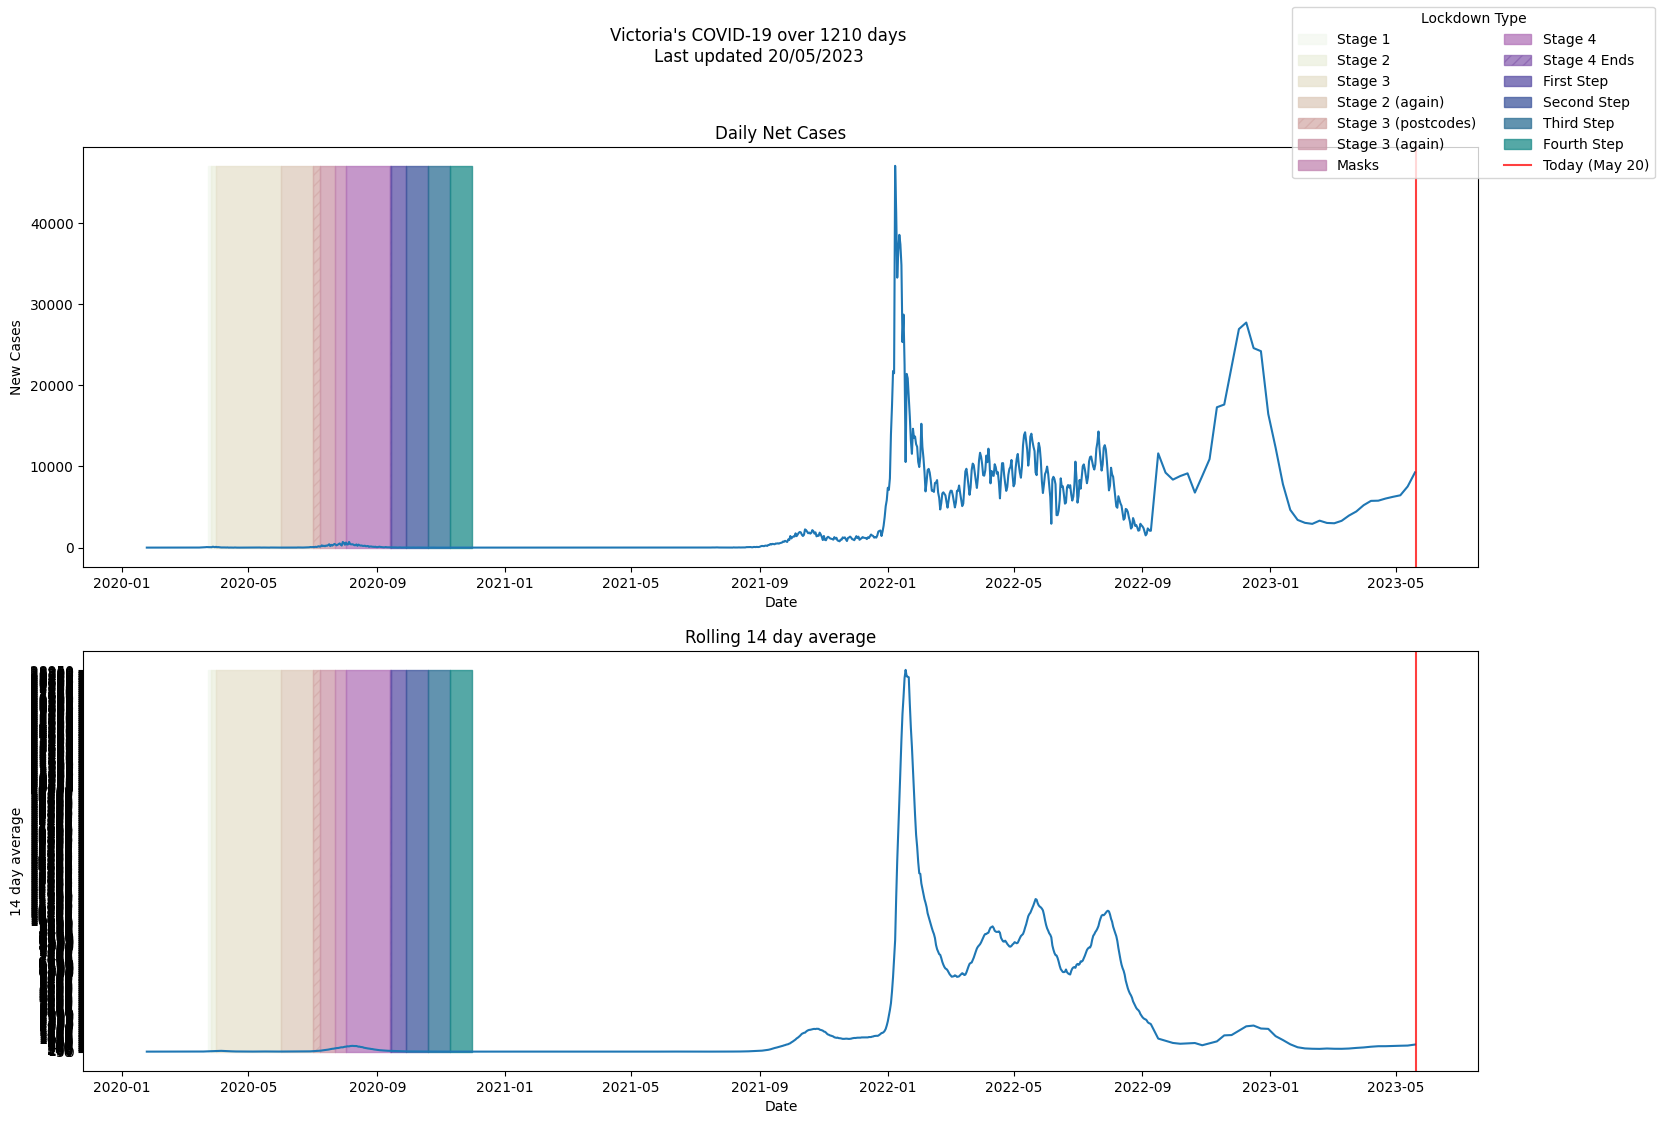 Victoria's COVID-19 over 1210 days
Last updated 20/05/2023
Lockdown Type
Stage 1
Stage 2
Stage 3
Stage 2 (again)
Stage 3 (postcodes)
Stage 3 (again)
Masks
Stage 4
Stage 4 Ends
First Step
Second Step
Third Step
Fourth Step
Today (May 20)
Daily Net Cases
New Cases
40000
30000
20000
10000
0
2020-01 2020-05 2020-09 2021-01 2021-05 2021-09 2022-01 2022-05 2022-09 2023-01 2023-05
Date
Rolling 14 day average
14 day average
2020-01 2020-05 2020-09 2021-01 2021-05 2021-09 2022-01 2022-05 2022-09 2023-01 2023-05
Date